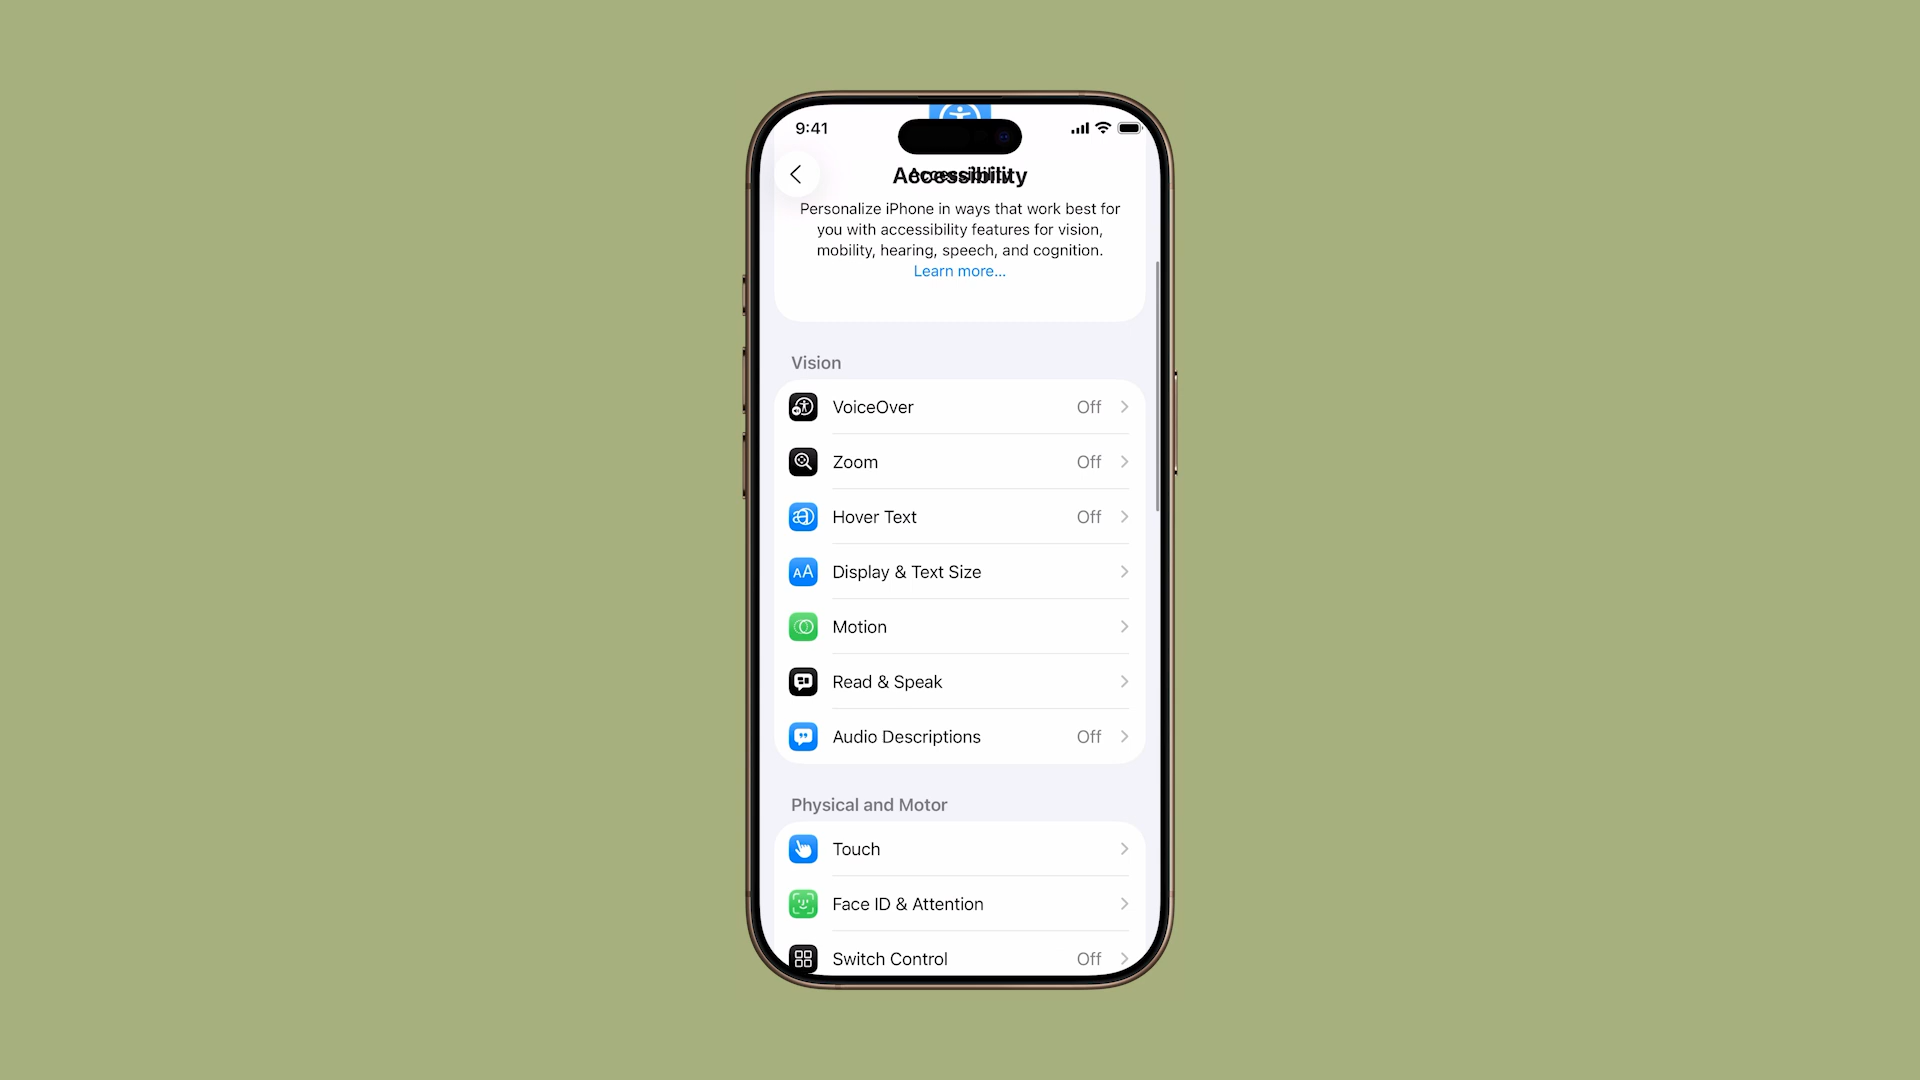 9:41
Accessibility
Personalize iPhone in ways that work best for
you with accessibility features for vision,
mobility, hearing, speech, and cognition.
Learn more...
Vision
VoiceOver Off
Zoom Off
Hover Text Off
Display & Text Size
Motion
Read & Speak
Audio Descriptions Off
Physical and Motor
Touch
Face ID & Attention
Switch Control Off